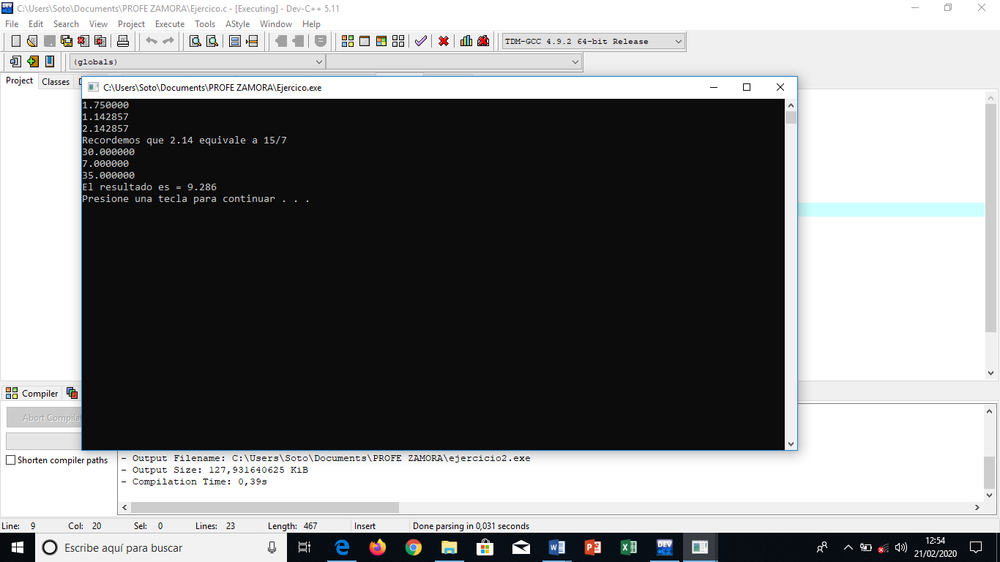 C:\Users\Soto\Documents\PROFE ZAMORA\Ejercico.c - [Executing] - Dev-C++ 5.11
File Edit Search View Project Execute Tools AStyle Window Help
TDM-GCC 4.9.2 64-bit Release
(globals)
Project Classes D
C:\Users\Soto\Documents\PROFE ZAMORA\Ejercico.exe
1.750000
1.142857
2.142857
Recordemos que 2.14 equivale a 15/7
30.000000
7.000000
35.000000
El resultado es = 9.286
Presione una tecla para continuar . . .
Compiler
Abort Compilat
Shorten compiler paths
- Output Filename: C:\Users\Soto\Documents\PROFE ZAMORA\ejercicio2.exe
- Output Size: 127,931640625 KiB
- Compilation Time: 0,39s
Line: 9 Col: 20 Sel: 0 Lines: 23 Length: 467 Insert Done parsing in 0,031 seconds
Escribe aquí para buscar
12:54
21/02/2020